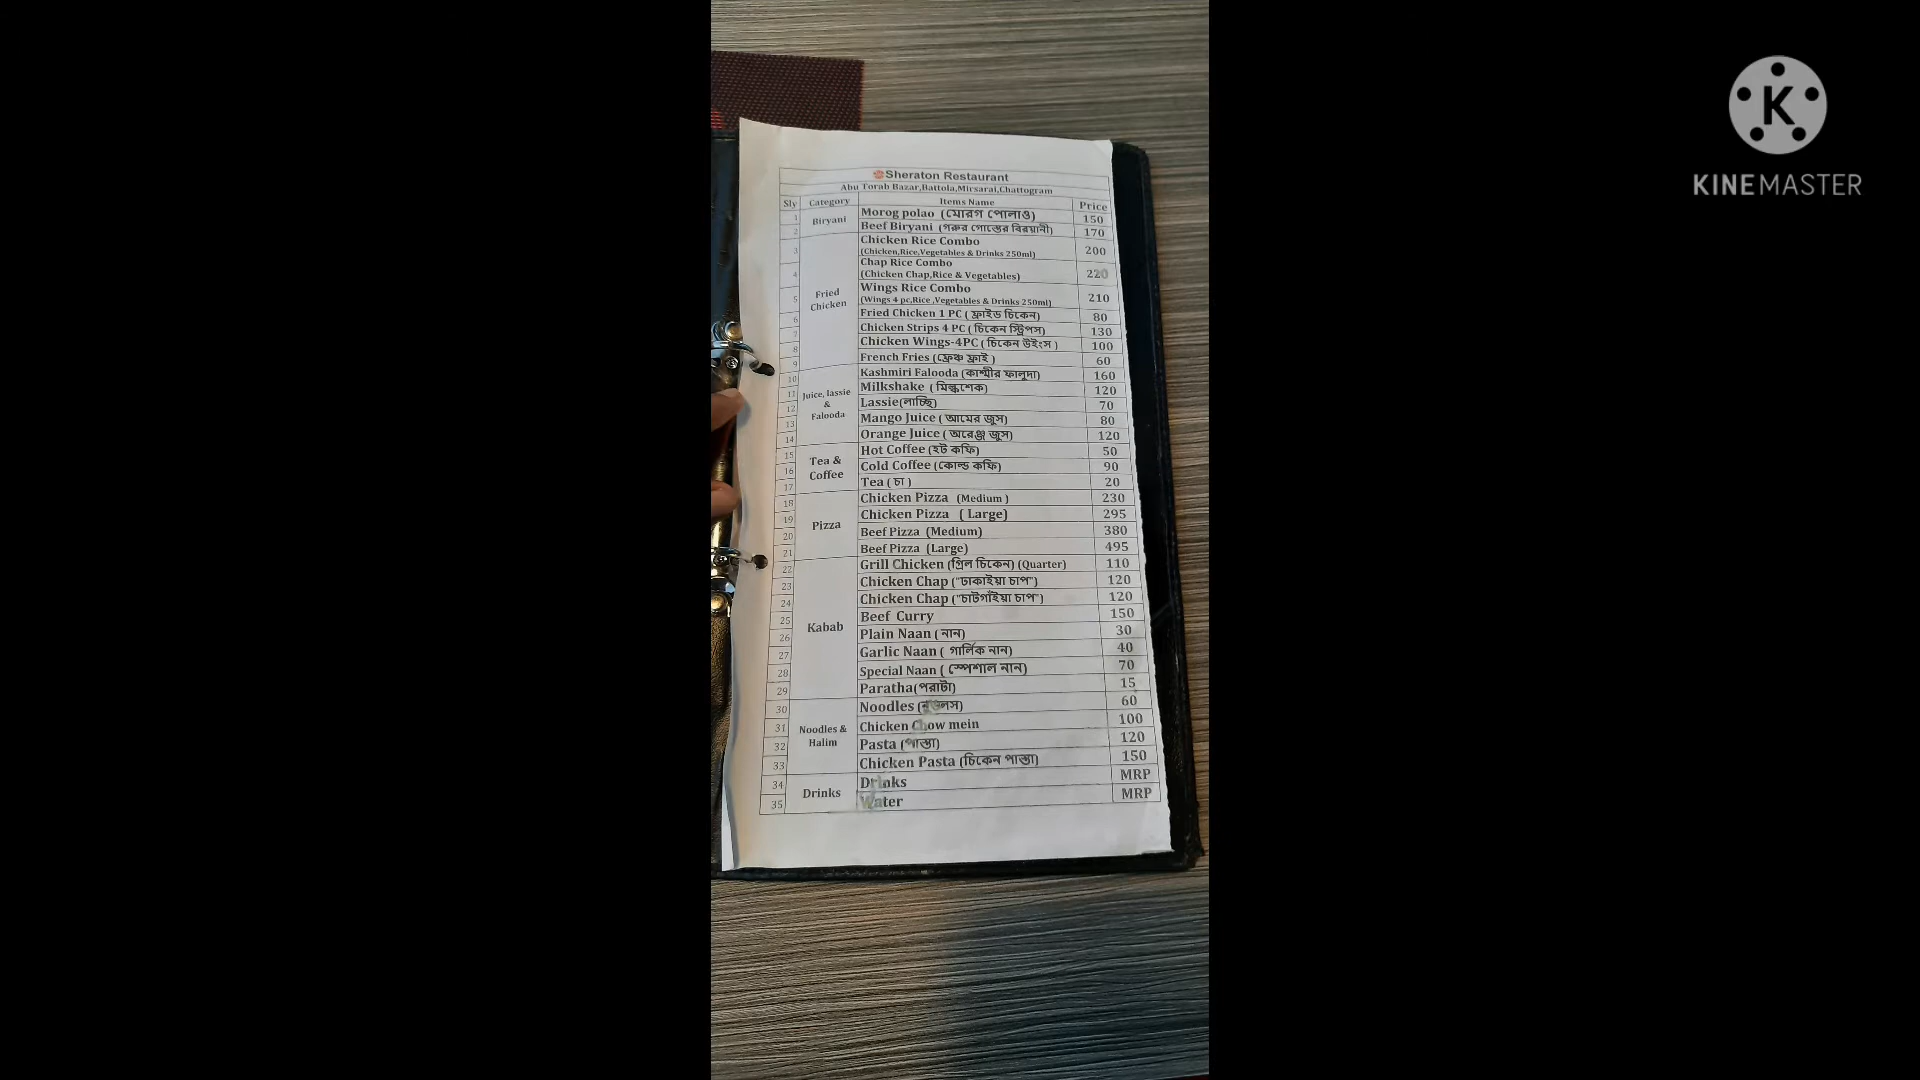 Sheraton Restaurant
Abu Torab Bazar,Battola,Mirsarai,Chattogram
Sly Category Items Name Price
1 Biryani Morog polao (মোরগ পোলাও) 150
2 Beef Biryani (গরুর গোস্তের বিরয়ানী) 170
3 Fried Chicken Chicken Rice Combo 200
(Chicken,Rice,Vegetables & Drinks 250ml)
4 Chap Rice Combo 220
(Chicken Chap,Rice & Vegetables)
5 Wings Rice Combo 210
(Wings 4 pc,Rice ,Vegetables & Drinks 250ml)
6 Fried Chicken 1 PC ( ফ্রাইড চিকেন) 80
7 Chicken Strips 4 PC ( চিকেন স্ট্রিপস) 130
8 Chicken Wings-4PC ( চিকেন উইংস ) 100
9 French Fries (ফ্রেঞ্চ ফ্রাই ) 60
10 Juice, lassie & Falooda Kashmiri Falooda (কাশ্মীর ফালুদা) 160
11 Milkshake ( মিল্কশেক) 120
12 Lassie(লাচ্ছি) 70
13 Mango Juice ( আমের জুস) 80
14 Orange Juice ( অরেঞ্জ জুস) 120
15 Tea & Coffee Hot Coffee (হট কফি) 50
16 Cold Coffee (কোল্ড কফি) 90
17 Tea ( চা ) 20
18 Pizza Chicken Pizza (Medium ) 230
19 Chicken Pizza ( Large) 295
20 Beef Pizza (Medium) 380
21 Beef Pizza (Large) 495
22 Kabab Grill Chicken (গ্রিল চিকেন) (Quarter) 110
23 Chicken Chap ("ঢাকাইয়া চাপ") 120
24 Chicken Chap ("চাটগাঁইয়া চাপ") 120
25 Beef Curry 150
26 Plain Naan ( নান) 30
27 Garlic Naan ( গার্লিক নান) 40
28 Special Naan ( স্পেশাল নান) 70
29 Paratha(পরাটা) 15
30 Noodles & Halim Noodles (নুডলস) 60
31 Chicken Chow mein 100
32 Pasta (পাস্তা) 120
33 Chicken Pasta (চিকেন পাস্তা) 150
34 Drinks Drinks MRP
35 Water MRP
K
KINEMASTER